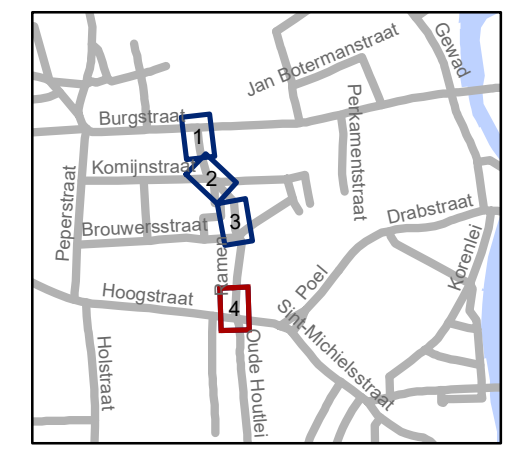 Gewad
Jan Botermanstraat
Burgstraat
1
Perkamentstraat
Komijnstraat
2
Peperstraat
Drabstraat
3
Brouwersstraat
Korenlei
Ramen
Poel
Hoogstraat
4
Sint-Michielsstraat
Holstraat
Oude Houtlei